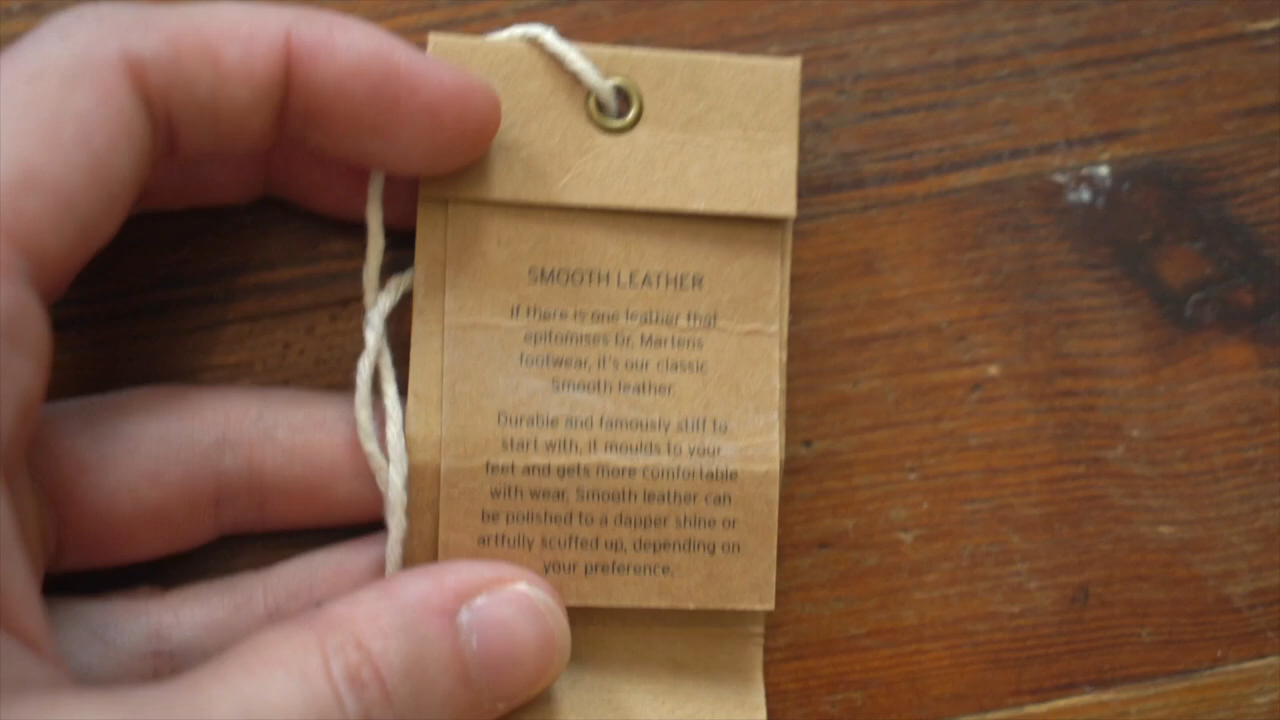 SMOOTH LEATHER
If there is one leather that
epitomises Dr. Martens
footwear, it's our classic
Smooth leather.
Durable and famously stiff to
start with, it moulds to your
feet and gets more comfortable
with wear. Smooth leather can
be polished to a dapper shine or
artfully scuffed up, depending on
your preference.